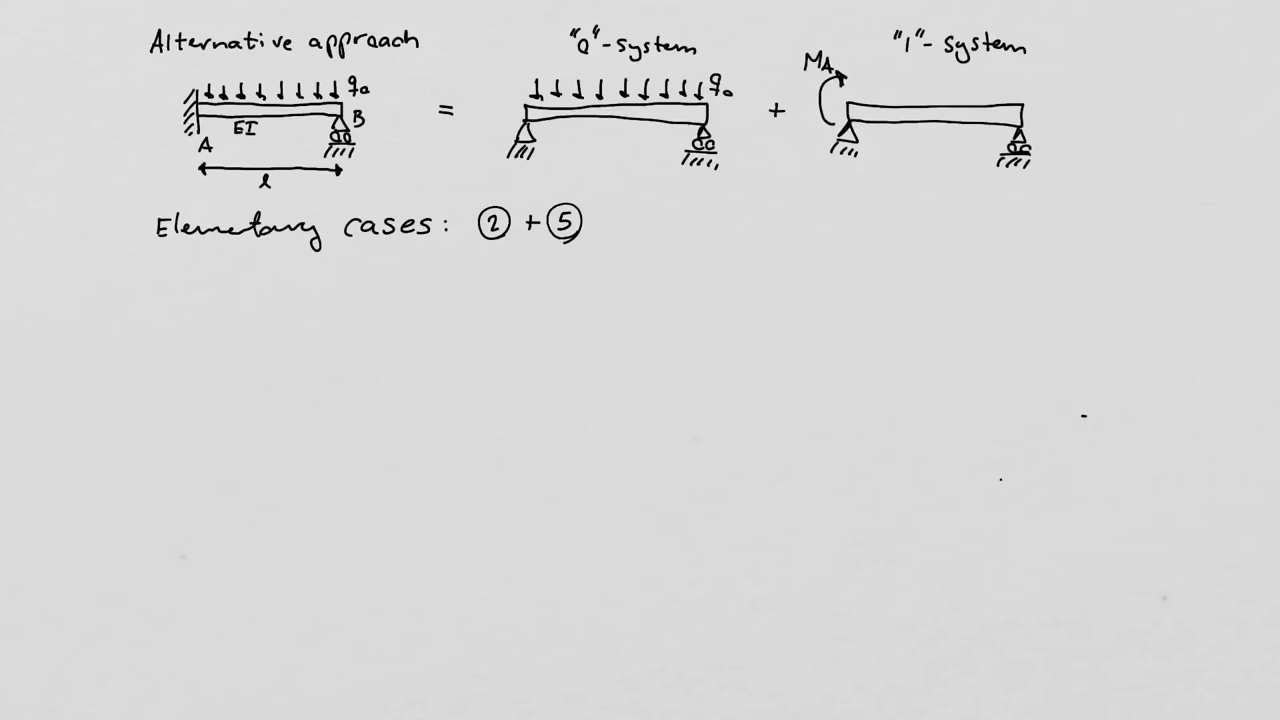 Alternative approach
"0"-system
"1"-system
q₀
EI
A
B
l
=
q₀
+
MA
Elementary cases: ② + ⑤